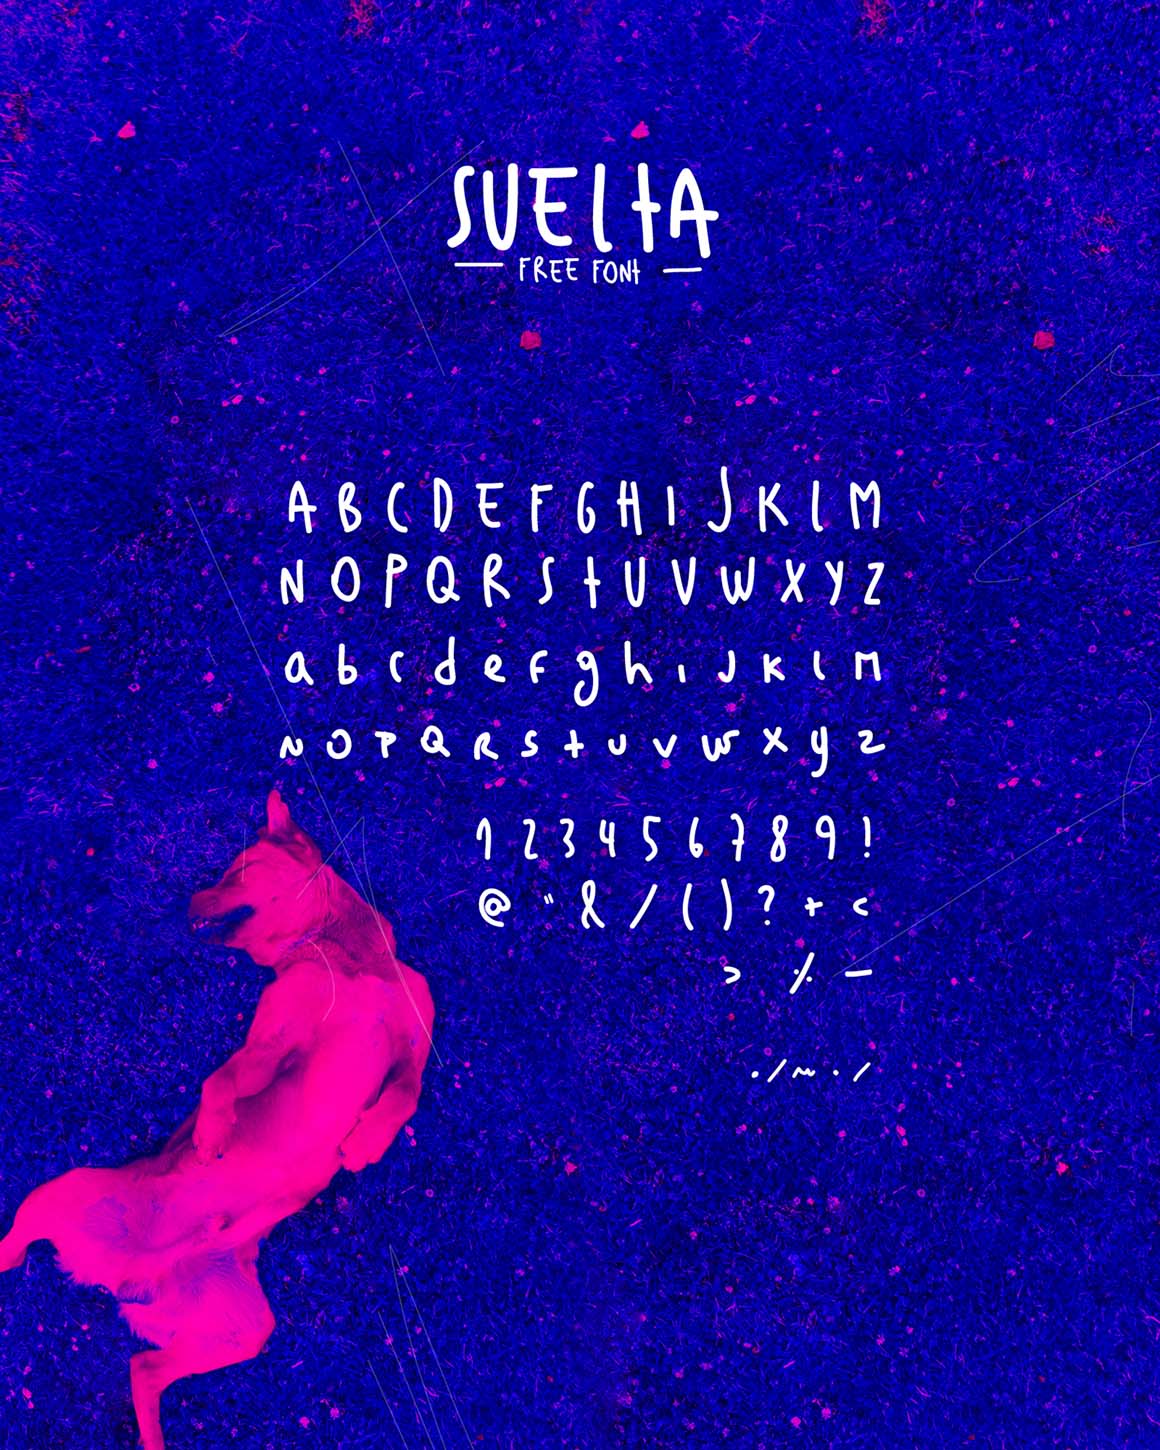 SUElTA
FREE FONT
A B C D E F G H I J K l M
N O P Q R S T U V W X Y Z
a b c d e f g h i j k l m
n o p q r s t u v w x y z
1 2 3 4 5 6 7 8 9 !
@ " & / ( ) ? + <
> % -